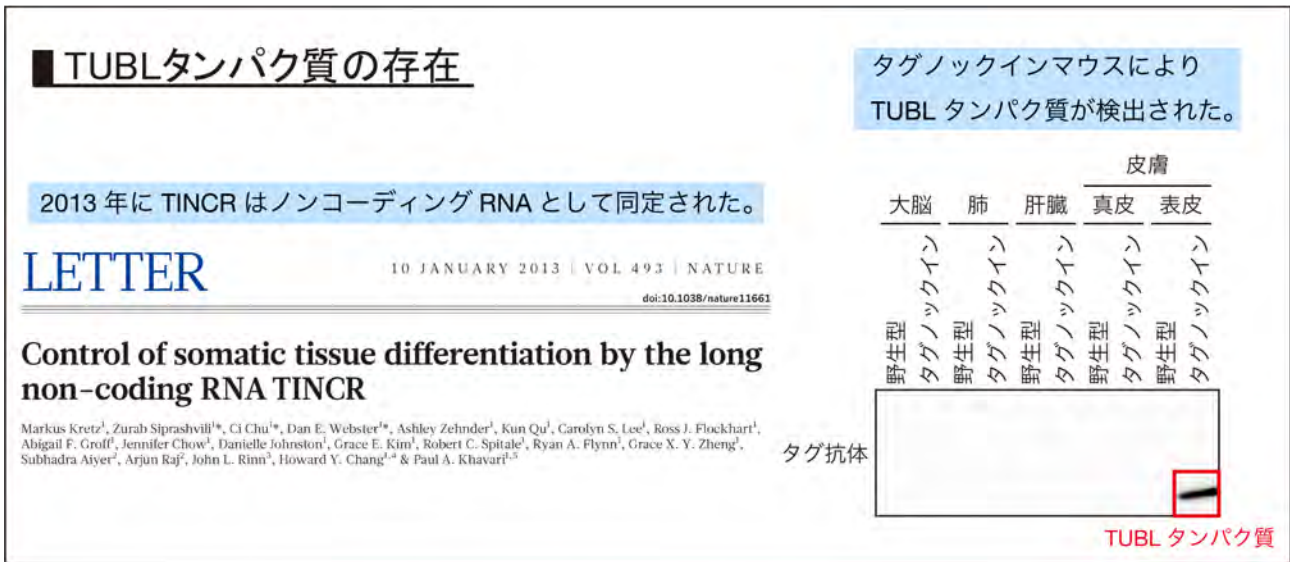 TUBLタンパク質の存在
2013 年に TINCR はノンコーディング RNA として同定された。
LETTER
10 JANUARY 2013 | VOL 493 | NATURE
doi:10.1038/nature11661
Control of somatic tissue differentiation by the long
non-coding RNA TINCR
Markus Kretz¹, Zurab Siprashvili¹*, Ci Chu¹*, Dan E. Webster¹*, Ashley Zehnder¹, Kun Qu¹, Carolyn S. Lee¹, Ross J. Flockhart¹,
Abigail F. Groff¹, Jennifer Chow¹, Danielle Johnston¹, Grace E. Kim¹, Robert C. Spitale¹, Ryan A. Flynn¹, Grace X. Y. Zheng¹,
Subhadra Aiyer², Arjun Raj², John L. Rinn³, Howard Y. Chang¹,⁴ & Paul A. Khavari¹,⁵
タグノックインマウスにより
TUBL タンパク質が検出された。
皮膚
大脳 肺 肝臓 真皮 表皮
野生型 タグノックイン 野生型 タグノックイン 野生型 タグノックイン 野生型 タグノックイン 野生型 タグノックイン
タグ抗体
TUBL タンパク質